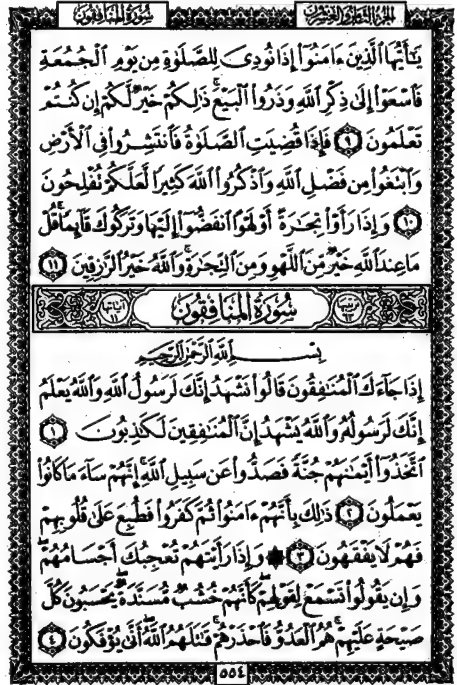 الجزء الثامن والعشرون
سورة المنافقون
يَـٰٓأَيُّهَا ٱلَّذِينَ ءَامَنُوٓا۟ إِذَا نُودِىَ لِلصَّلَوٰةِ مِن يَوْمِ ٱلْجُمُعَةِ
فَٱسْعَوْا۟ إِلَىٰ ذِكْرِ ٱللَّهِ وَذَرُوا۟ ٱلْبَيْعَ ۚ ذَٰلِكُمْ خَيْرٌ لَّكُمْ إِن كُنتُمْ
تَعْلَمُونَ ٩ فَإِذَا قُضِيَتِ ٱلصَّلَوٰةُ فَٱنتَشِرُوا۟ فِى ٱلْأَرْضِ
وَٱبْتَغُوا۟ مِن فَضْلِ ٱللَّهِ وَٱذْكُرُوا۟ ٱللَّهَ كَثِيرًا لَّعَلَّكُمْ تُفْلِحُونَ
١٠ وَإِذَا رَأَوْا۟ تِجَـٰرَةً أَوْ لَهْوًا ٱنفَضُّوٓا۟ إِلَيْهَا وَتَرَكُوكَ قَآئِمًا ۚ قُلْ
مَا عِندَ ٱللَّهِ خَيْرٌ مِّنَ ٱللَّهْوِ وَمِنَ ٱلتِّجَـٰرَةِ ۚ وَٱللَّهُ خَيْرُ ٱلرَّٰزِقِينَ ١١
ترتيبها ٦٣ سُورَةُ المُنَافِقُونَ آياتها ١١
بِسْمِ ٱللَّهِ ٱلرَّحْمَـٰنِ ٱلرَّحِيمِ
إِذَا جَآءَكَ ٱلْمُنَـٰفِقُونَ قَالُوا۟ نَشْهَدُ إِنَّكَ لَرَسُولُ ٱللَّهِ ۗ وَٱللَّهُ يَعْلَمُ
إِنَّكَ لَرَسُولُهُۥ وَٱللَّهُ يَشْهَدُ إِنَّ ٱلْمُنَـٰفِقِينَ لَكَـٰذِبُونَ ١
ٱتَّخَذُوٓا۟ أَيْمَـٰنَهُمْ جُنَّةً فَصَدُّوا۟ عَن سَبِيلِ ٱللَّهِ ۚ إِنَّهُمْ سَآءَ مَا كَانُوا۟
يَعْمَلُونَ ٢ ذَٰلِكَ بِأَنَّهُمْ ءَامَنُوا۟ ثُمَّ كَفَرُوا۟ فَطُبِعَ عَلَىٰ قُلُوبِهِمْ
فَهُمْ لَا يَفْقَهُونَ ٣ ۞ وَإِذَا رَأَيْتَهُمْ تُعْجِبُكَ أَجْسَامُهُمْ ۖ
وَإِن يَقُولُوا۟ تَسْمَعْ لِقَوْلِهِمْ ۖ كَأَنَّهُمْ خُشُبٌ مُّسَنَّدَةٌ ۖ يَحْسَبُونَ كُلَّ
صَيْحَةٍ عَلَيْهِمْ ۚ هُمُ ٱلْعَدُوُّ فَٱحْذَرْهُمْ ۚ قَـٰتَلَهُمُ ٱللَّهُ ۖ أَنَّىٰ يُؤْفَكُونَ ٤
٥٥٤